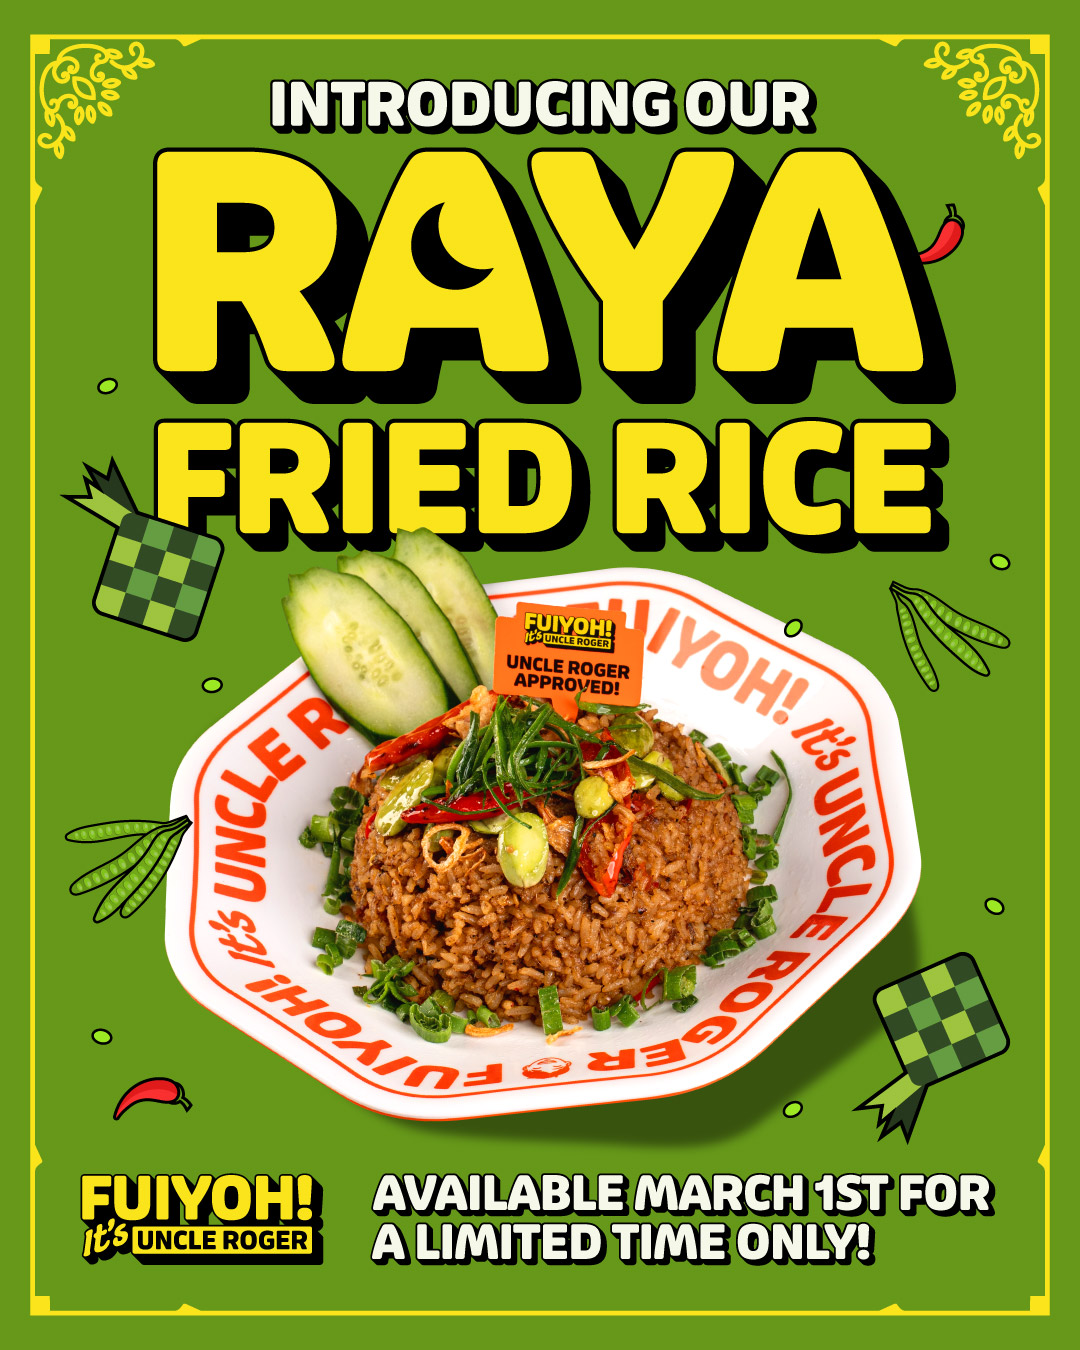 INTRODUCING OUR
RAYA
FRIED RICE
FUIYOH!
It's UNCLE ROGER
UNCLE ROGER
APPROVED!
FUIYOH! It's UNCLE ROGER
FUIYOH! It's UNCLE R
FUIYOH!
It's UNCLE ROGER
AVAILABLE MARCH 1ST FOR
A LIMITED TIME ONLY!